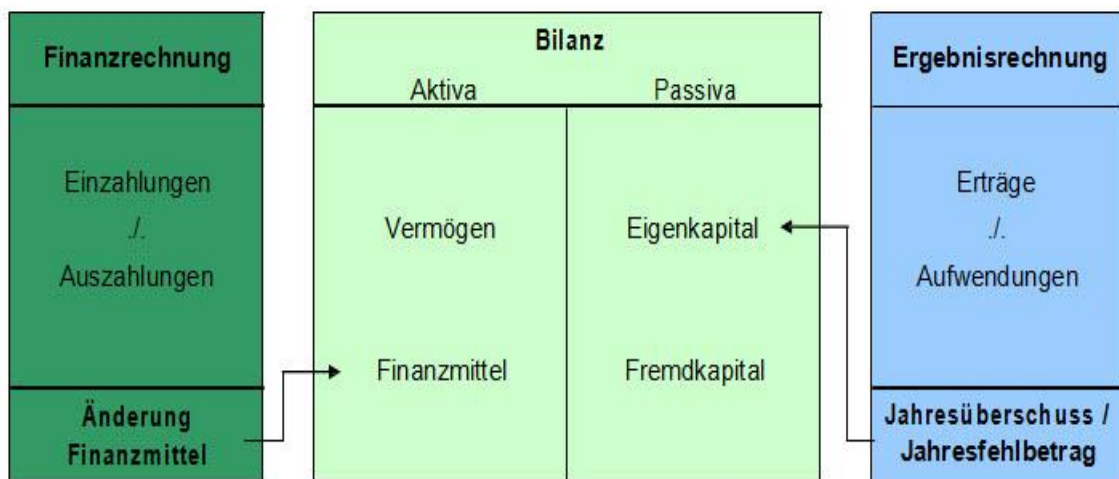 Finanzrechnung
Einzahlungen
./.
Auszahlungen
Änderung
Finanzmittel
Bilanz
Aktiva
Passiva
Vermögen
Eigenkapital
Finanzmittel
Fremdkapital
Ergebnisrechnung
Erträge
./.
Aufwendungen
Jahresüberschuss /
Jahresfehlbetrag